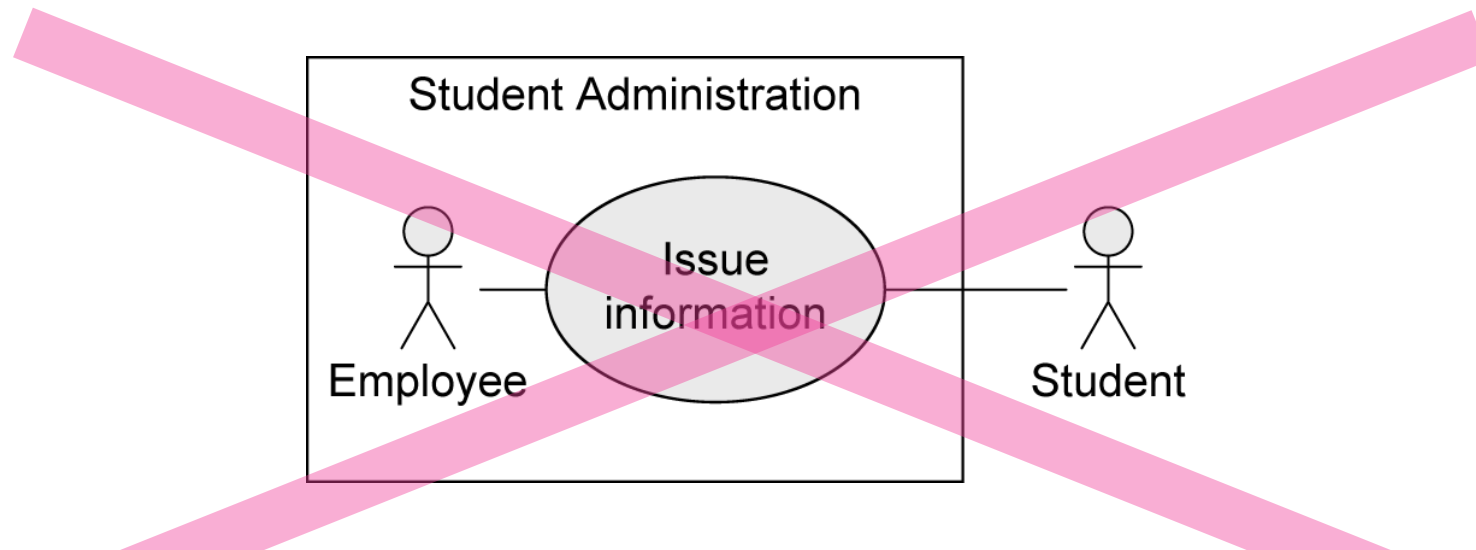 Student Administration
Issue
information
Employee
Student